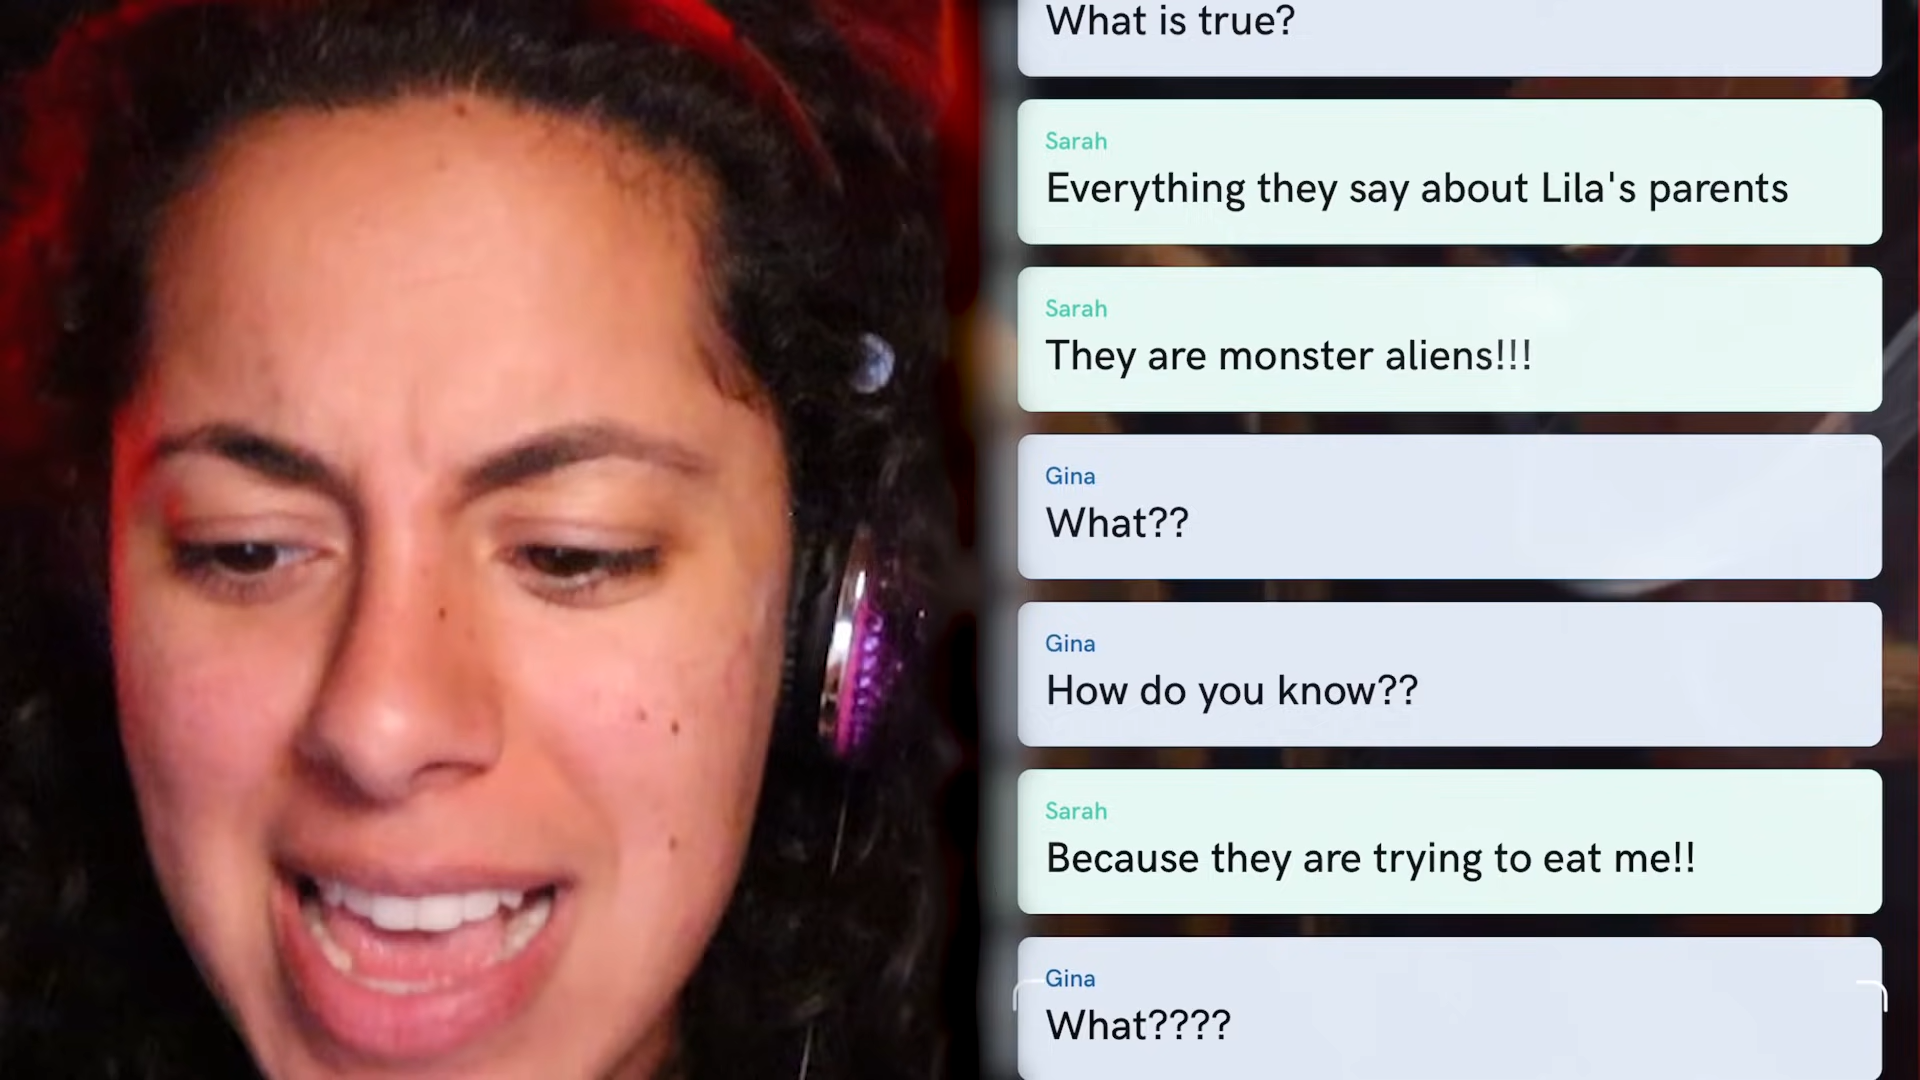 What is true?
Sarah
Everything they say about Lila's parents
Sarah
They are monster aliens!!!
Gina
What??
Gina
How do you know??
Sarah
Because they are trying to eat me!!
Gina
What????